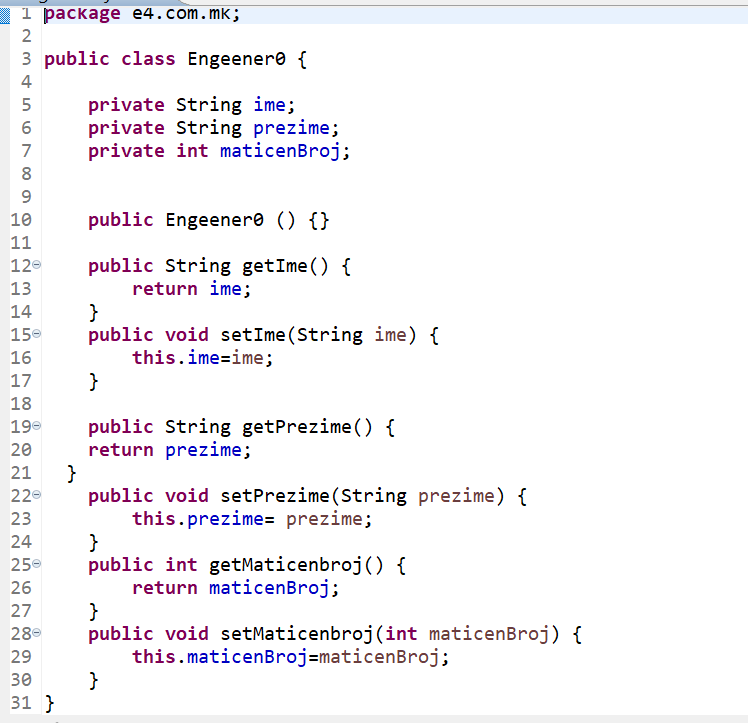 1 package e4.com.mk;
2
3 public class Engeener0 {
4
5     private String ime;
6     private String prezime;
7     private int maticenBroj;
8
9
10     public Engeener0 () {}
11
12     public String getIme() {
13         return ime;
14     }
15     public void setIme(String ime) {
16         this.ime=ime;
17     }
18
19     public String getPrezime() {
20     return prezime;
21   }
22     public void setPrezime(String prezime) {
23         this.prezime= prezime;
24     }
25     public int getMaticenbroj() {
26         return maticenBroj;
27     }
28     public void setMaticenbroj(int maticenBroj) {
29         this.maticenBroj=maticenBroj;
30     }
31 }